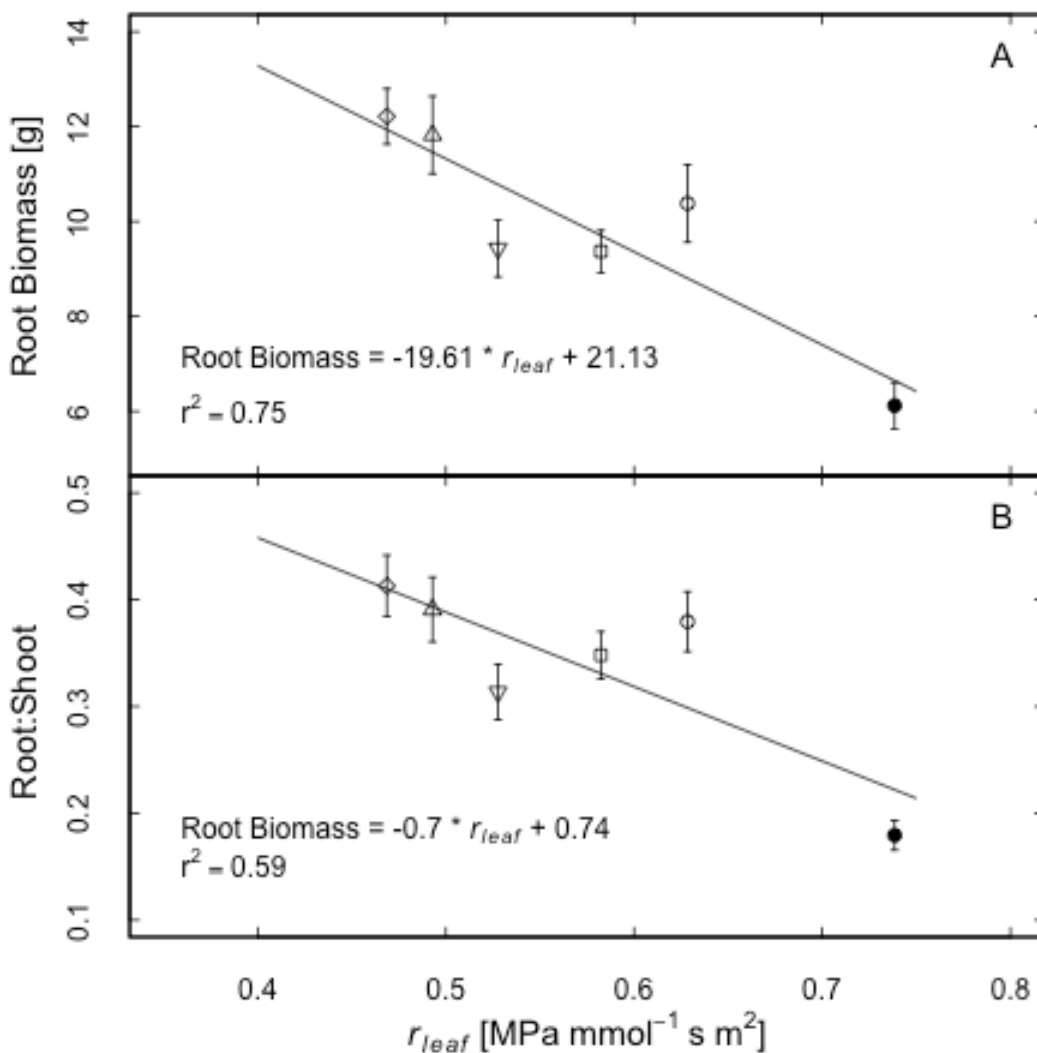 A
Root Biomass [g]
14
12
10
8
6
Root Biomass = -19.61 * r_leaf + 21.13
r² = 0.75
B
Root:Shoot
0.5
0.4
0.3
0.2
0.1
Root Biomass = -0.7 * r_leaf + 0.74
r² = 0.59
0.4 0.5 0.6 0.7 0.8
r_leaf [MPa mmol⁻¹ s m²]